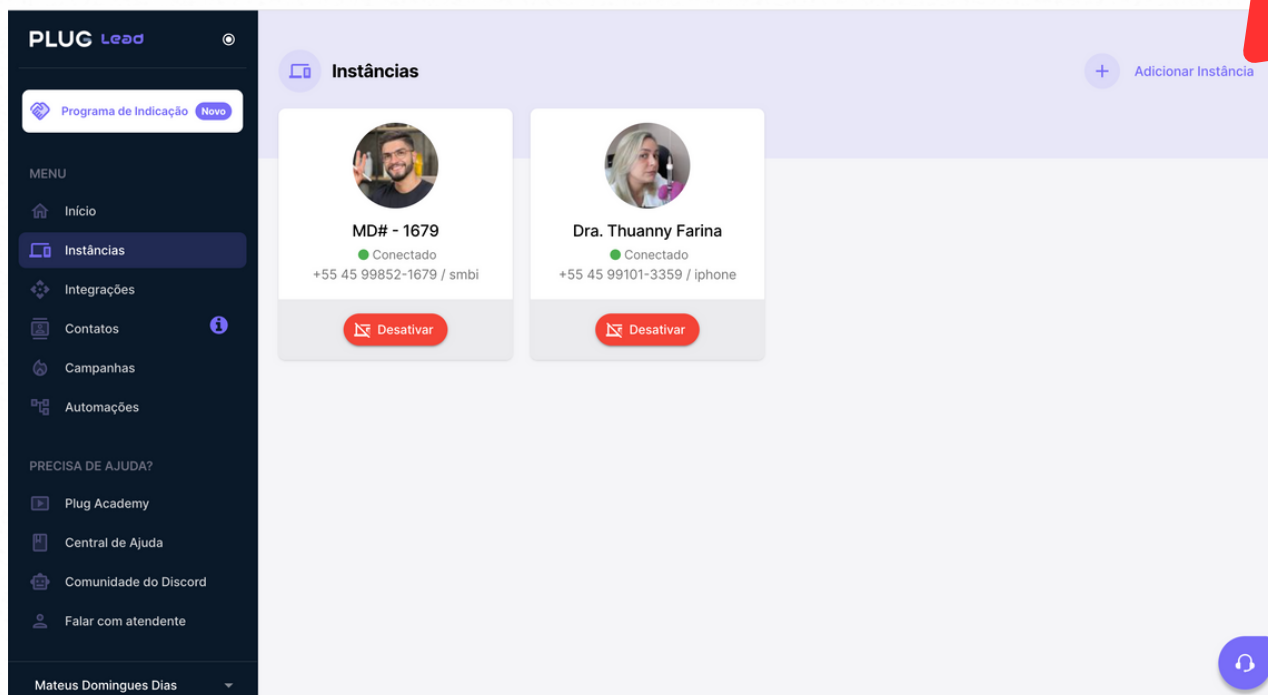 PLUG Lead
Programa de Indicação Novo
MENU
Início
Instâncias
Integrações
Contatos
Campanhas
Automações
PRECISA DE AJUDA?
Plug Academy
Central de Ajuda
Comunidade do Discord
Falar com atendente
Mateus Domingues Dias
Instâncias
Adicionar Instância
MD# - 1679
Conectado
+55 45 99852-1679 / smbi
Desativar
Dra. Thuanny Farina
Conectado
+55 45 99101-3359 / iphone
Desativar